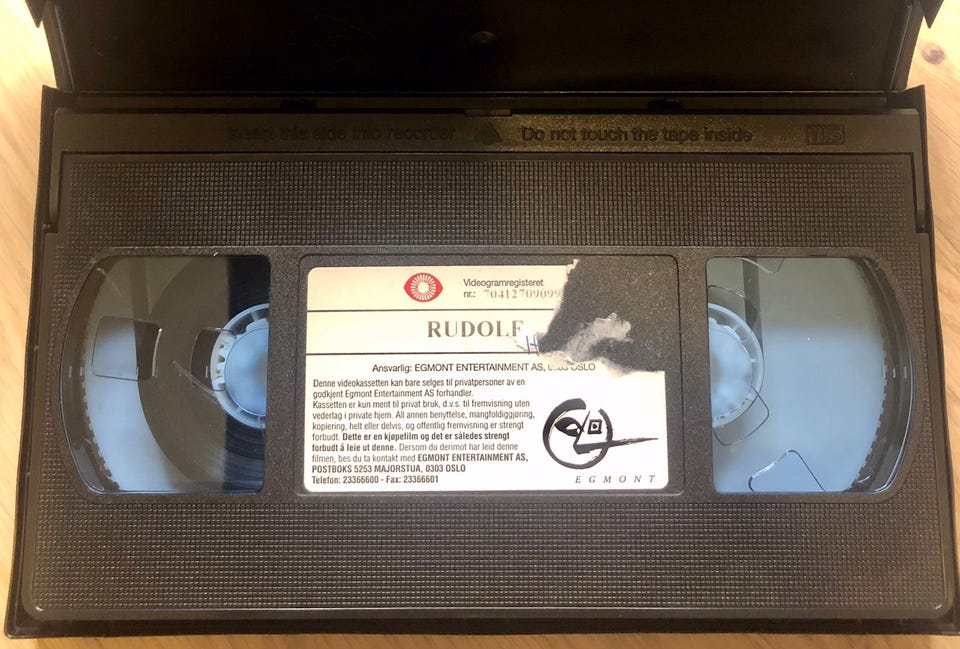 Insert this side into recorder Do not touch the tape inside VHS
Videogramregisteret
nr.: 70412709099
RUDOLF
Ansvarlig: EGMONT ENTERTAINMENT AS, 0303 OSLO
Denne videokassetten kan bare selges til privatpersoner av en
godkjent Egmont Entertainment AS forhandler.
Kassetten er kun ment til privat bruk, d.v.s. til fremvisning uten
vederlag i private hjem. All annen benyttelse, mangfoldiggjøring,
kopiering, helt eller delvis, og offentlig fremvisning er strengt
forbudt. Dette er en kjøpefilm og det er således strengt
forbudt å leie ut denne. Dersom du derimot har leid denne
filmen, bes du ta kontakt med EGMONT ENTERTAINMENT AS,
POSTBOKS 5253 MAJORSTUA, 0303 OSLO
Telefon: 23366600 - Fax: 23366601
EGMONT